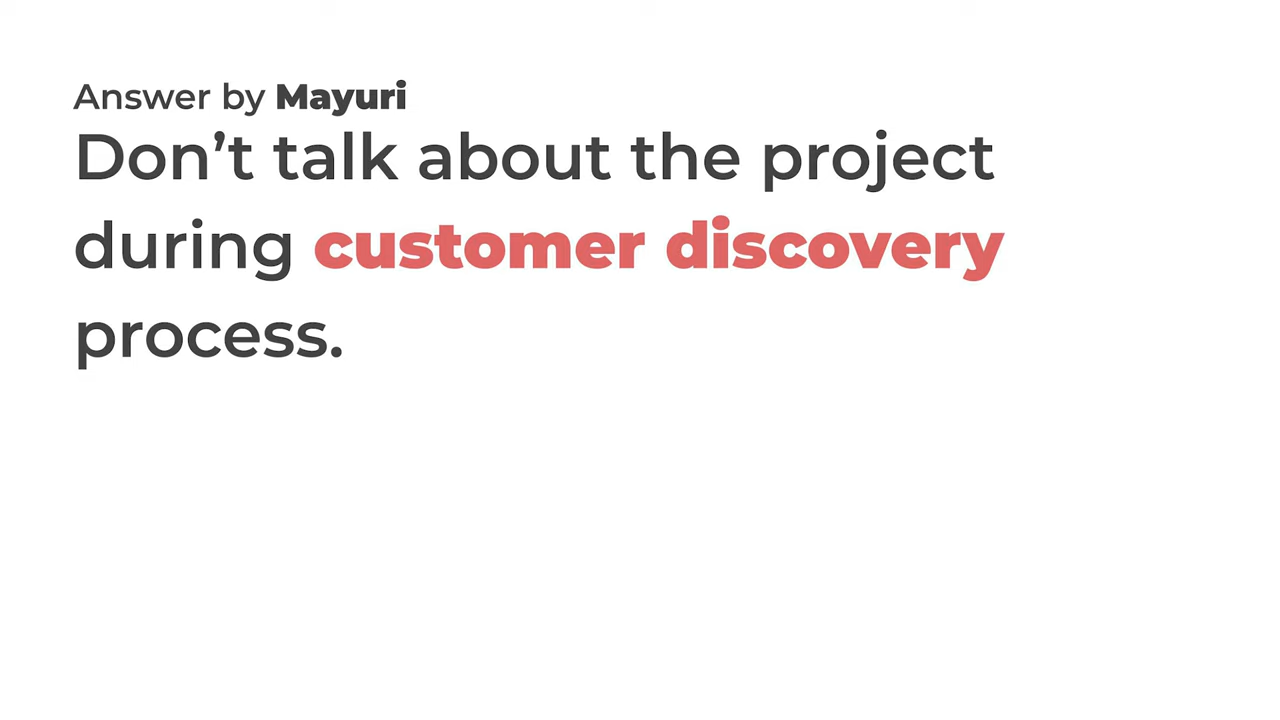 Answer by Mayuri
Don’t talk about the project
during customer discovery
process.